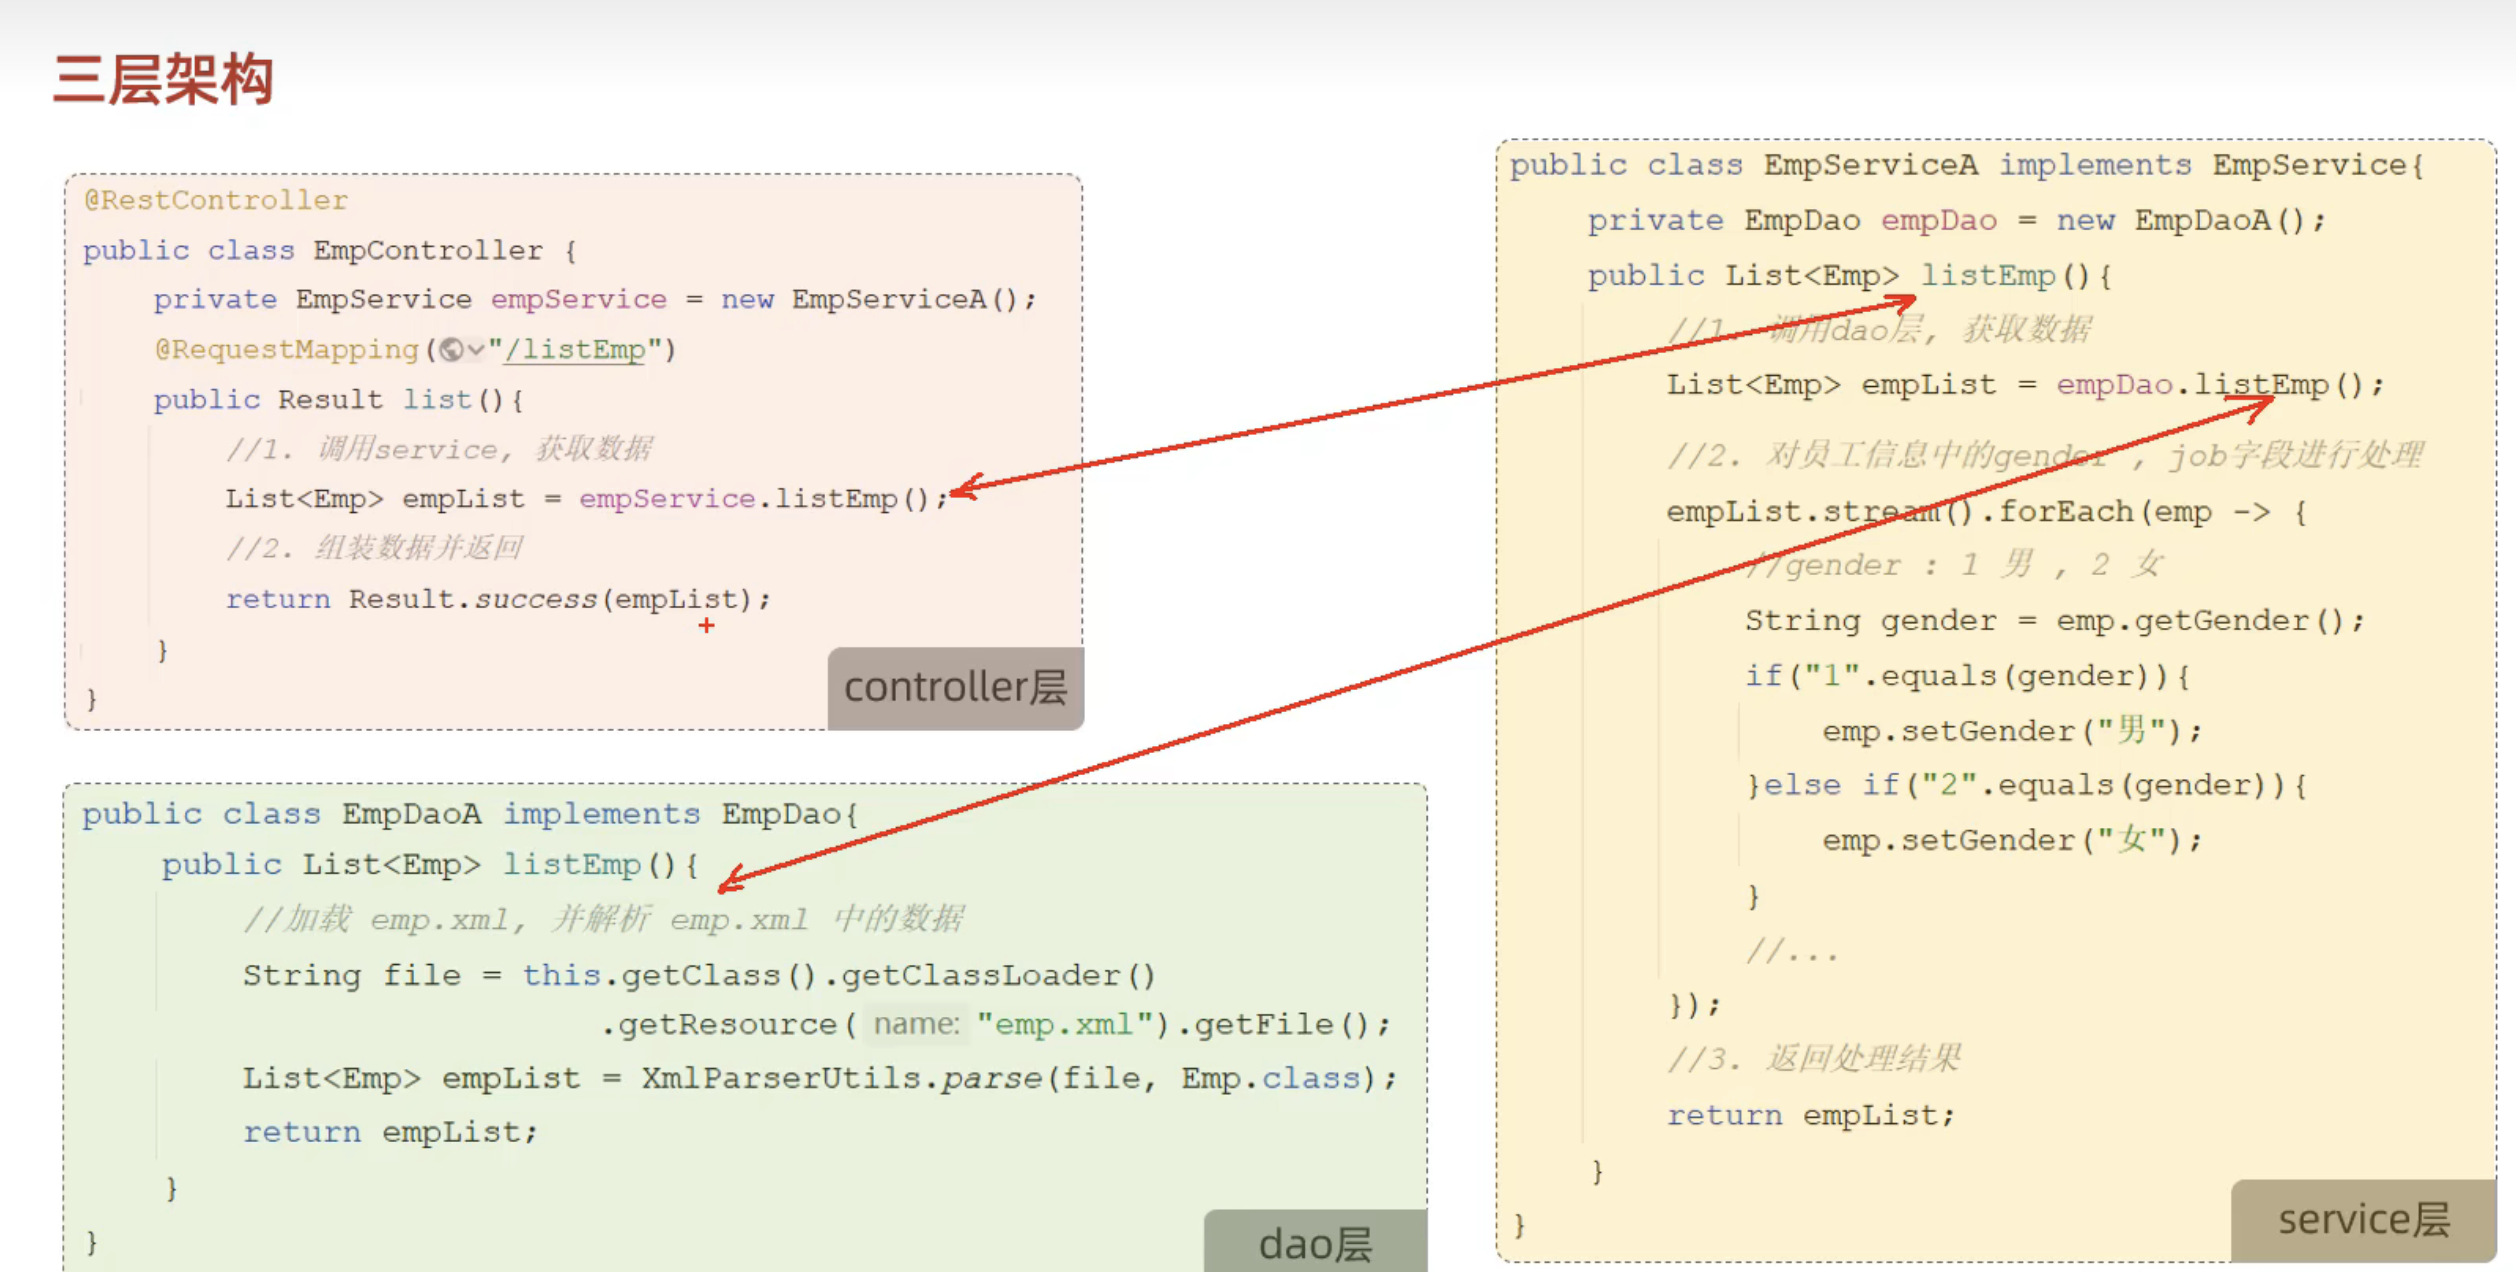 三层架构
@RestController
public class EmpController {
private EmpService empService = new EmpServiceA();
@RequestMapping("/listEmp")
public Result list(){
//1. 调用service, 获取数据
List<Emp> empList = empService.listEmp();
//2. 组装数据并返回
return Result.success(empList);
}
}
controller层
public class EmpDaoA implements EmpDao{
public List<Emp> listEmp(){
//加载 emp.xml, 并解析 emp.xml 中的数据
String file = this.getClass().getClassLoader()
.getResource( name: "emp.xml").getFile();
List<Emp> empList = XmlParserUtils.parse(file, Emp.class);
return empList;
}
}
dao层
public class EmpServiceA implements EmpService{
private EmpDao empDao = new EmpDaoA();
public List<Emp> listEmp(){
//1. 调用dao层, 获取数据
List<Emp> empList = empDao.listEmp();
//2. 对员工信息中的gender , job字段进行处理
empList.stream().forEach(emp -> {
//gender : 1 男 , 2 女
String gender = emp.getGender();
if("1".equals(gender)){
emp.setGender("男");
}else if("2".equals(gender)){
emp.setGender("女");
}
//...
});
//3. 返回处理结果
return empList;
}
}
service层